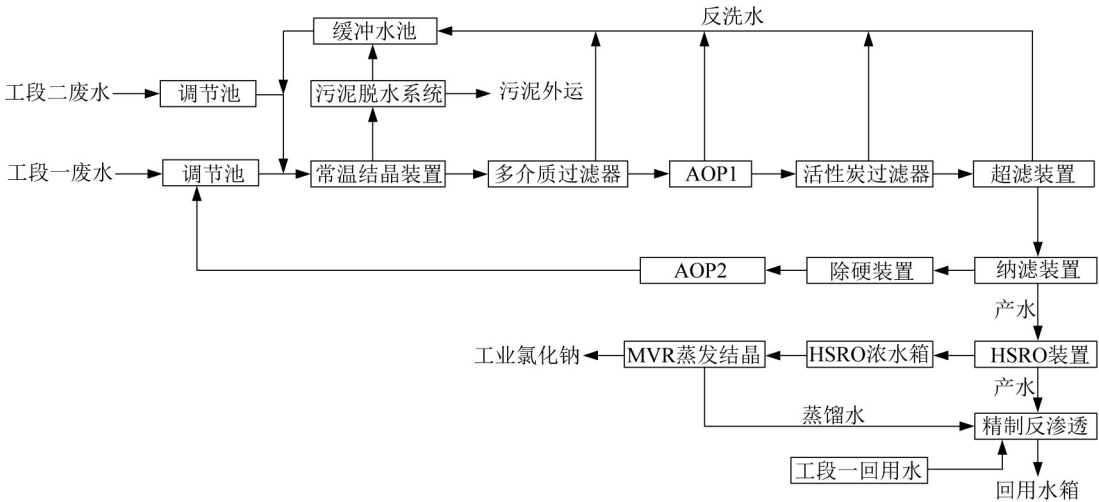 反洗水
缓冲水池
工段二废水
调节池
污泥脱水系统
污泥外运
工段一废水
调节池
常温结晶装置
多介质过滤器
AOP1
活性炭过滤器
超滤装置
AOP2
除硬装置
纳滤装置
产水
工业氯化钠
MVR蒸发结晶
HSRO浓水箱
HSRO装置
产水
蒸馏水
精制反渗透
工段一回用水
回用水箱